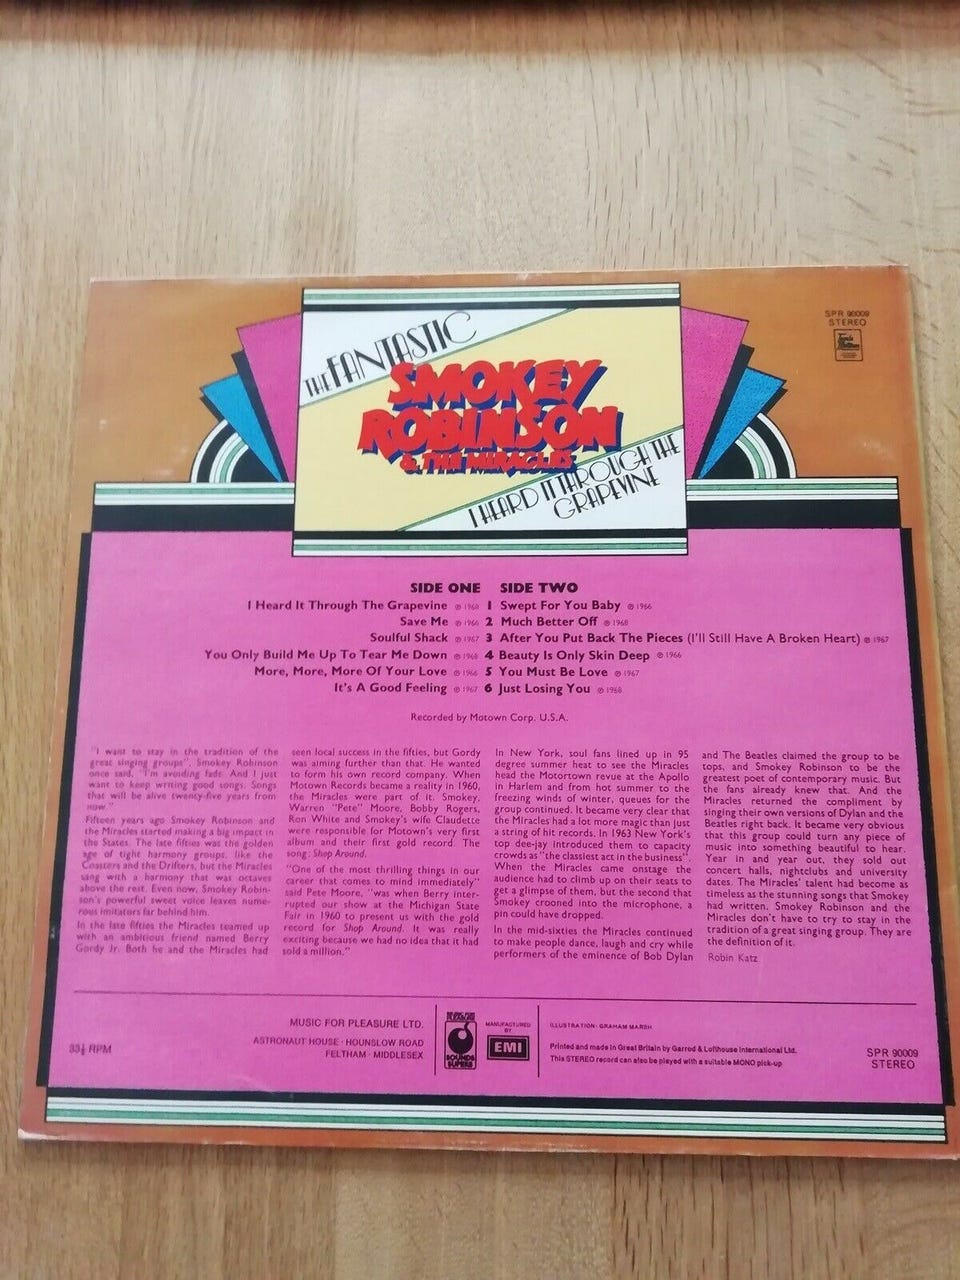 SPR 90009
STEREO
THE FANTASTIC
SMOKEY
ROBINSON
& THE MIRACLES
I HEARD IT THROUGH THE
GRAPEVINE
SIDE ONE SIDE TWO
I Heard It Through The Grapevine ℗ 1968 1 Swept For You Baby ℗ 1966
Save Me ℗ 1966 2 Much Better Off ℗ 1968
Soulful Shack ℗ 1967 3 After You Put Back The Pieces (I'll Still Have A Broken Heart) ℗ 1967
You Only Build Me Up To Tear Me Down ℗ 1968 4 Beauty Is Only Skin Deep ℗ 1966
More, More, More Of Your Love ℗ 1966 5 You Must Be Love ℗ 1967
It's A Good Feeling ℗ 1967 6 Just Losing You ℗ 1968
Recorded by Motown Corp. U.S.A.
"I want to stay in the tradition of the
great singing groups", Smokey Robinson
once said, "I'm avoiding fads. And I just
want to keep writing good songs. Songs
that will be alive twenty-five years from
now."
Fifteen years ago Smokey Robinson and
the Miracles started making a big impact in
the States. The late fifties was the golden
age of tight harmony groups, like the
Coasters and the Drifters, but the Miracles
sang with a harmony that was octaves
above the rest. Even now, Smokey Robin-
son's powerful sweet voice leaves nume-
rous imitators far behind him.
In the late fifties the Miracles teamed up
with an ambitious friend named Berry
Gordy Jr. Both he and the Miracles had
seen local success in the fifties, but Gordy
was aiming further than that. He wanted
to form his own record company. When
Motown Records became a reality in 1960,
the Miracles were part of it. Smokey,
Warren "Pete" Moore, Bobby Rogers,
Ron White and Smokey's wife Claudette
were responsible for Motown's very first
album and their first gold record. The
song: Shop Around.
"One of the most thrilling things in our
career that comes to mind immediately"
said Pete Moore, "was when Berry inter-
rupted our show at the Michigan State
Fair in 1960 to present us with the gold
record for Shop Around. It was really
exciting because we had no idea that it had
sold a million."
In New York, soul fans lined up in 95
degree summer heat to see the Miracles
head the Motortown revue at the Apollo
in Harlem and from hot summer to the
freezing winds of winter, queues for the
group continued. It became very clear that
the Miracles had a lot more magic than just
a string of hit records. In 1963 New York's
top dee-jay introduced them to capacity
crowds as "the classiest act in the business".
When the Miracles came onstage the
audience had to climb up on their seats to
get a glimpse of them, but the second that
Smokey crooned into the microphone, a
pin could have dropped.
In the mid-sixties the Miracles continued
to make people dance, laugh and cry while
performers of the eminence of Bob Dylan
and The Beatles claimed the group to be
tops, and Smokey Robinson to be the
greatest poet of contemporary music. But
the fans already knew that. And the
Miracles returned the compliment by
singing their own versions of Dylan and the
Beatles right back. It became very obvious
that this group could turn any piece of
music into something beautiful to hear.
Year in and year out, they sold out
concert halls, nightclubs and university
dates. The Miracles' talent had become as
timeless as the stunning songs that Smokey
had written. Smokey Robinson and the
Miracles don't have to try to stay in the
tradition of a great singing group. They are
the definition of it.
Robin Katz
33⅓ RPM
MUSIC FOR PLEASURE LTD.
ASTRONAUT HOUSE · HOUNSLOW ROAD
FELTHAM · MIDDLESEX
MUSIC FOR
PLEASURE
SOUNDS
SUPERB
MANUFACTURED
BY
EMI
ILLUSTRATION · GRAHAM MARSH
Printed and made in Great Britain by Garrod & Lofthouse International Ltd.
This STEREO record can also be played with a suitable MONO pick-up
SPR 90009
STEREO